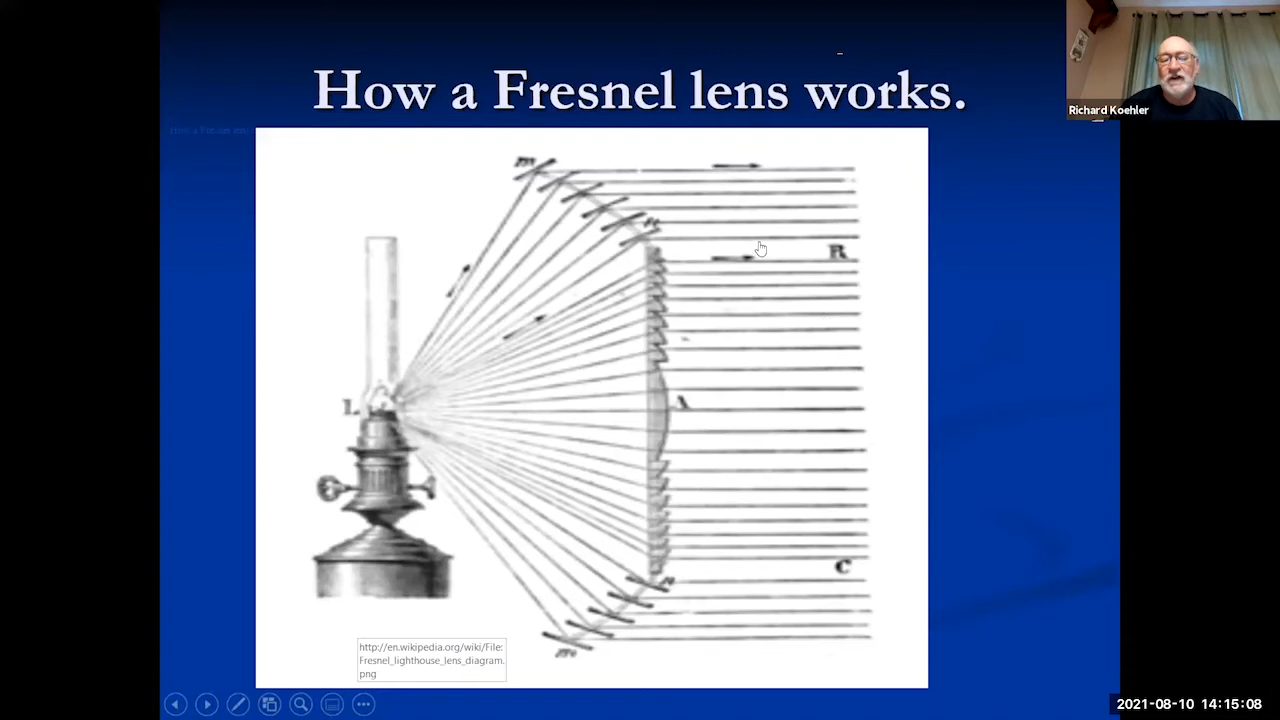 How a Fresnel lens works.
Richard Koehler
m
n
R
L
A
C
n
m
http://en.wikipedia.org/wiki/File:
Fresnel_lighthouse_lens_diagram.
png
2021-08-10 14:15:08